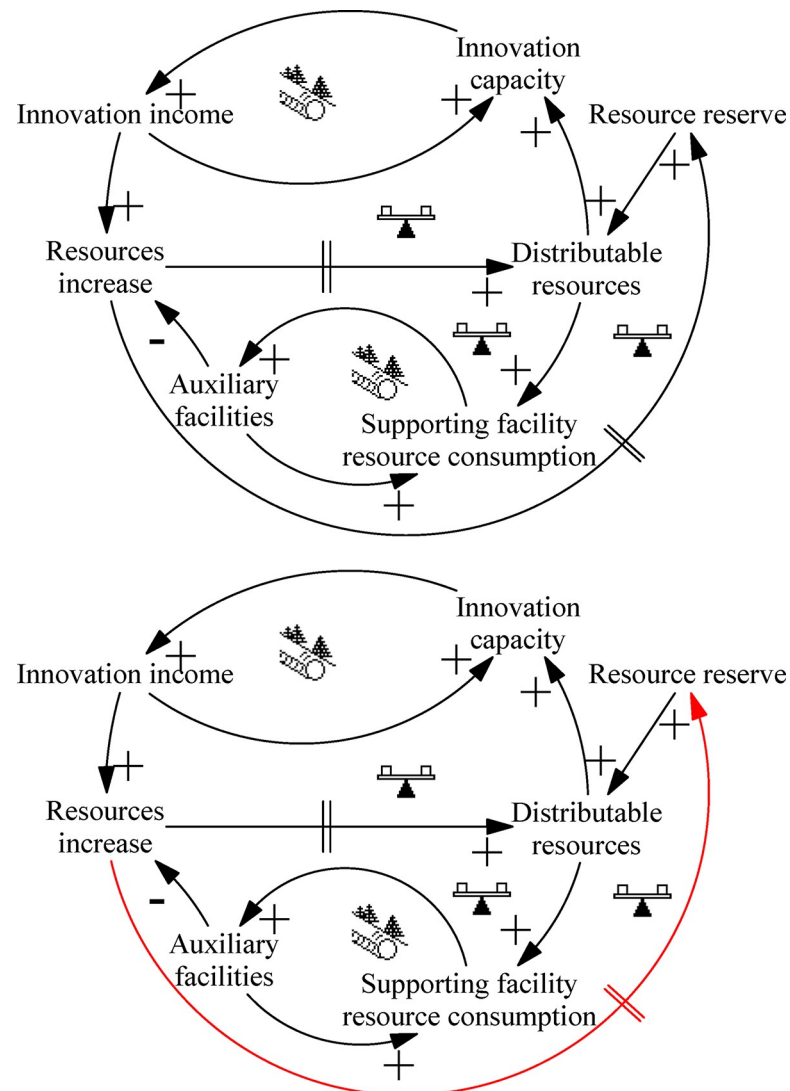 Innovation
capacity
Innovation income
Resource reserve
+
+
+
+
+
+
Resources
increase
Distributable
resources
+
-
+
+
Auxiliary
facilities
Supporting facility
resource consumption
+
Innovation
capacity
Innovation income
Resource reserve
+
+
+
+
+
+
Resources
increase
Distributable
resources
+
-
+
+
Auxiliary
facilities
Supporting facility
resource consumption
+